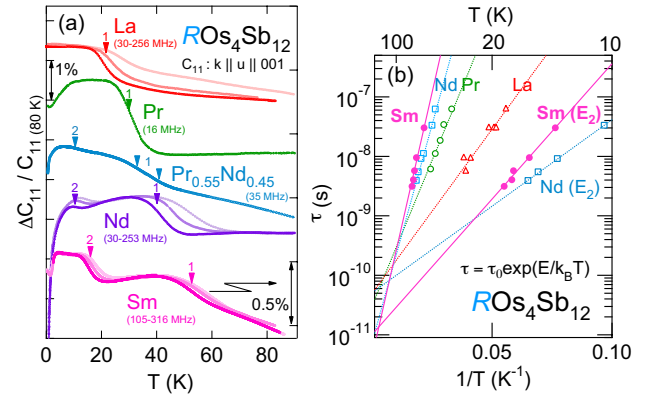 (a)
La
(30-256 MHz)
1
ROs4Sb12
C11 : k || u || 001
1%
Pr
(16 MHz)
1
2
1
Pr0.55Nd0.45
(35 MHz)
2
Nd
(30-253 MHz)
1
2
1
Sm
(105-316 MHz)
0.5%
ΔC11 / C11 (80 K)
0 20 40 60 80
T (K)
T (K)
100 20 10
(b)
Nd Pr La
Sm
Sm (E2)
Nd (E2)
τ = τ0exp(E/kBT)
ROs4Sb12
τ (s)
10-7
10-8
10-9
10-10
10-11
0.05 0.10
1/T (K-1)